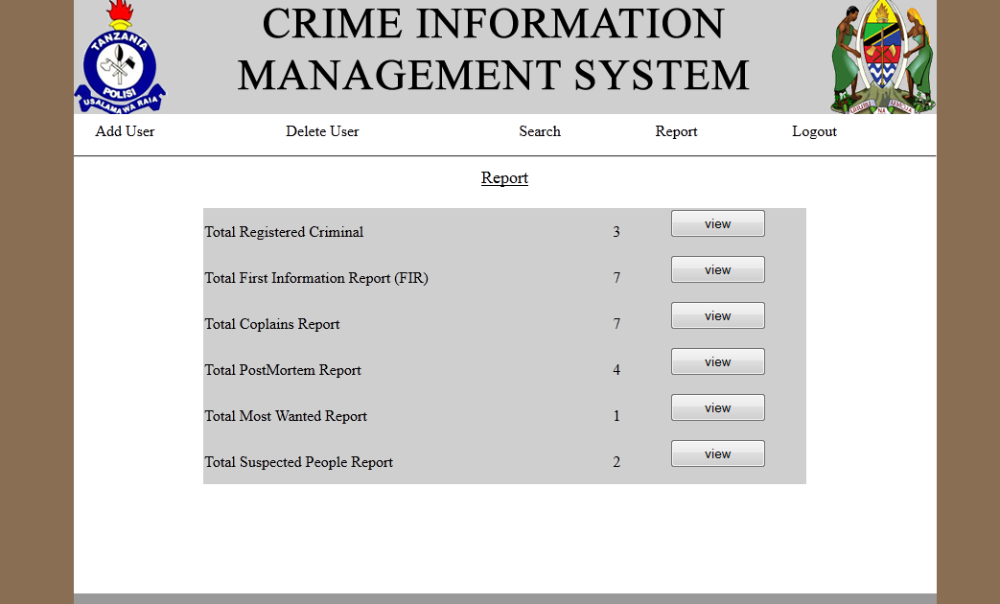 CRIME INFORMATION
MANAGEMENT SYSTEM
TANZANIA
POLISI
USALAMA WA RAIA
UHURU NA UMOJA
Add User Delete User Search Report Logout
Report
Total Registered Criminal 3 view
Total First Information Report (FIR) 7 view
Total Coplains Report 7 view
Total PostMortem Report 4 view
Total Most Wanted Report 1 view
Total Suspected People Report 2 view